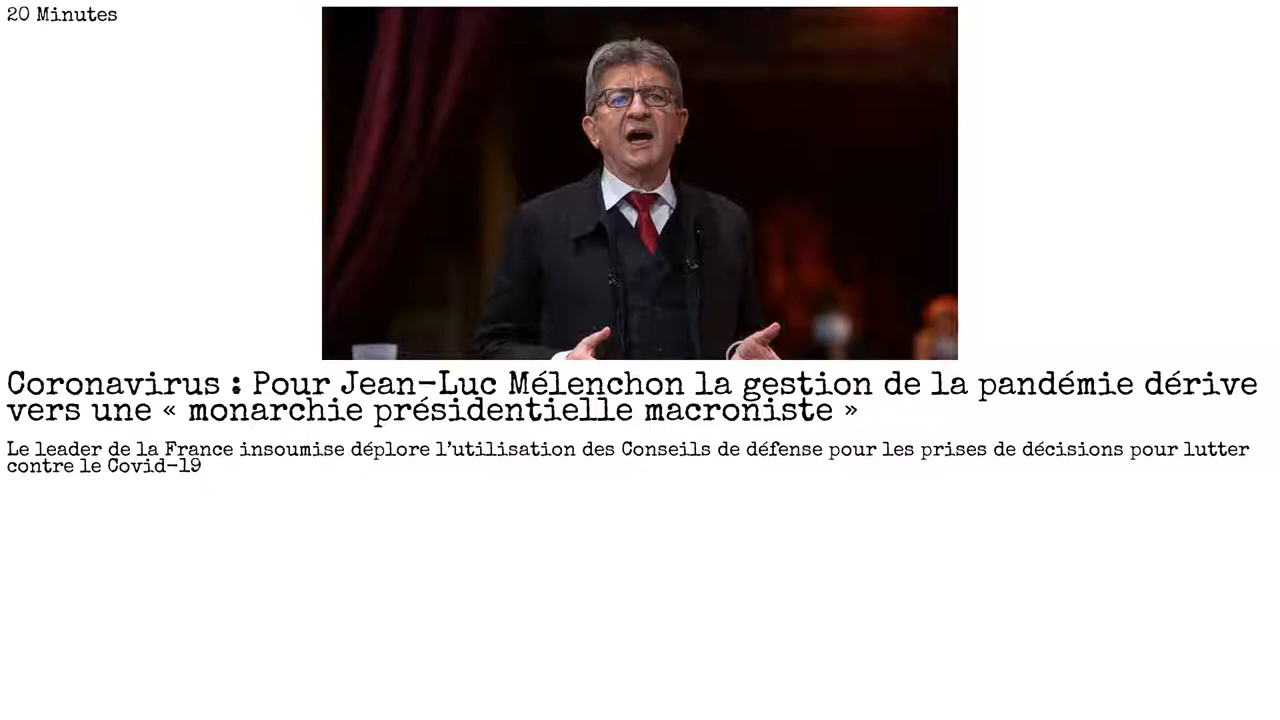 20 Minutes
Coronavirus : Pour Jean-Luc Mélenchon la gestion de la pandémie dérive
vers une « monarchie présidentielle macroniste »
Le leader de la France insoumise déplore l’utilisation des Conseils de défense pour les prises de décisions pour lutter
contre le Covid-19